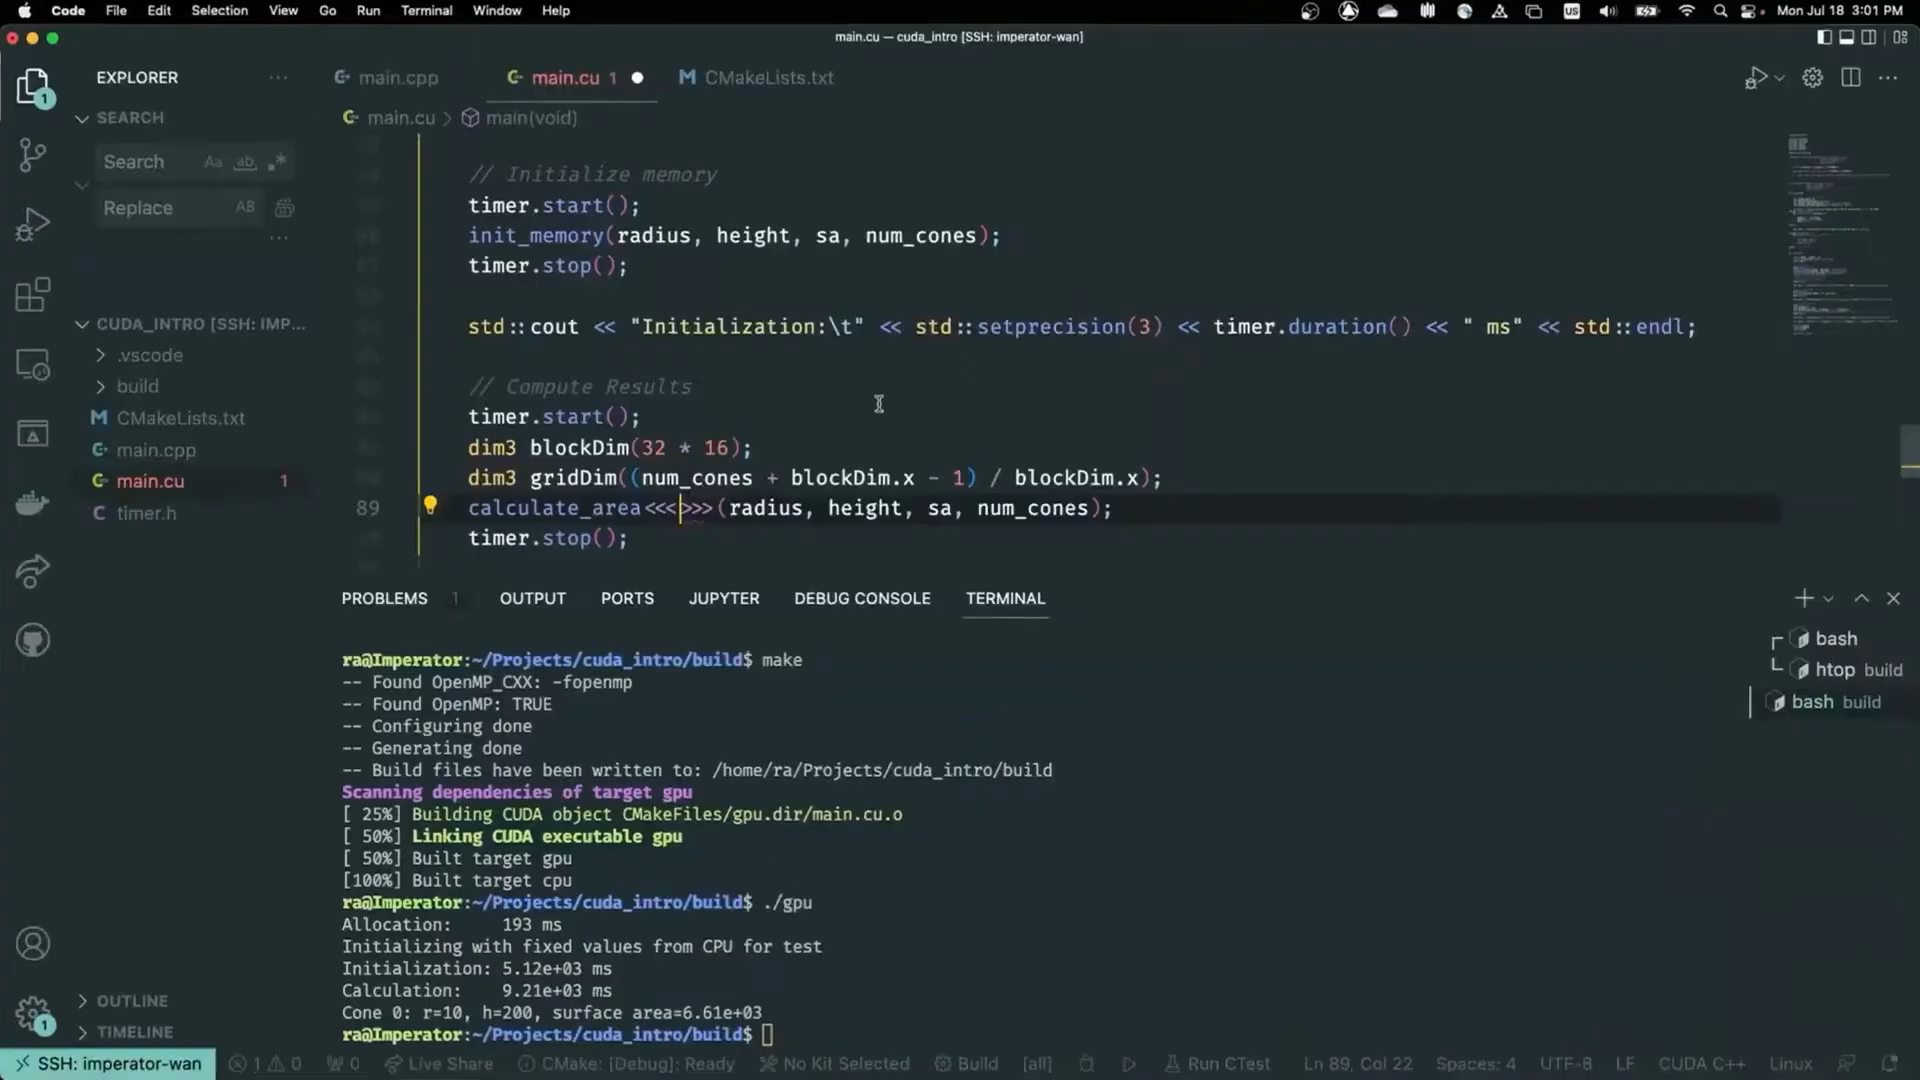 Code File Edit Selection View Go Run Terminal Window Help US Mon Jul 18 3:01 PM
main.cu — cuda_intro [SSH: imperator-wan]
EXPLORER ···
main.cpp main.cu 1 CMakeLists.txt
1
SEARCH
main.cu > main(void)
Search Aa ab .*
Replace AB
CUDA_INTRO [SSH: IMP...
.vscode
build
CMakeLists.txt
main.cpp
main.cu 1
timer.h
// Initialize memory
timer.start();
init_memory(radius, height, sa, num_cones);
timer.stop();
std::cout << "Initialization:\t" << std::setprecision(3) << timer.duration() << " ms" << std::endl;
// Compute Results
timer.start();
dim3 blockDim(32 * 16);
dim3 gridDim((num_cones + blockDim.x - 1) / blockDim.x);
89 calculate_area<<<>>>(radius, height, sa, num_cones);
timer.stop();
PROBLEMS 1 OUTPUT PORTS JUPYTER DEBUG CONSOLE TERMINAL
bash
htop build
bash build
ra@Imperator:~/Projects/cuda_intro/build$ make
-- Found OpenMP_CXX: -fopenmp
-- Found OpenMP: TRUE
-- Configuring done
-- Generating done
-- Build files have been written to: /home/ra/Projects/cuda_intro/build
Scanning dependencies of target gpu
[ 25%] Building CUDA object CMakeFiles/gpu.dir/main.cu.o
[ 50%] Linking CUDA executable gpu
[ 50%] Built target gpu
[100%] Built target cpu
ra@Imperator:~/Projects/cuda_intro/build$ ./gpu
Allocation: 193 ms
Initializing with fixed values from CPU for test
Initialization: 5.12e+03 ms
Calculation: 9.21e+03 ms
Cone 0: r=10, h=200, surface area=6.61e+03
ra@Imperator:~/Projects/cuda_intro/build$
OUTLINE
1
TIMELINE
SSH: imperator-wan 1 0 0 Live Share CMake: [Debug]: Ready No Kit Selected Build [all] Run CTest Ln 89, Col 22 Spaces: 4 UTF-8 LF CUDA C++ Linux